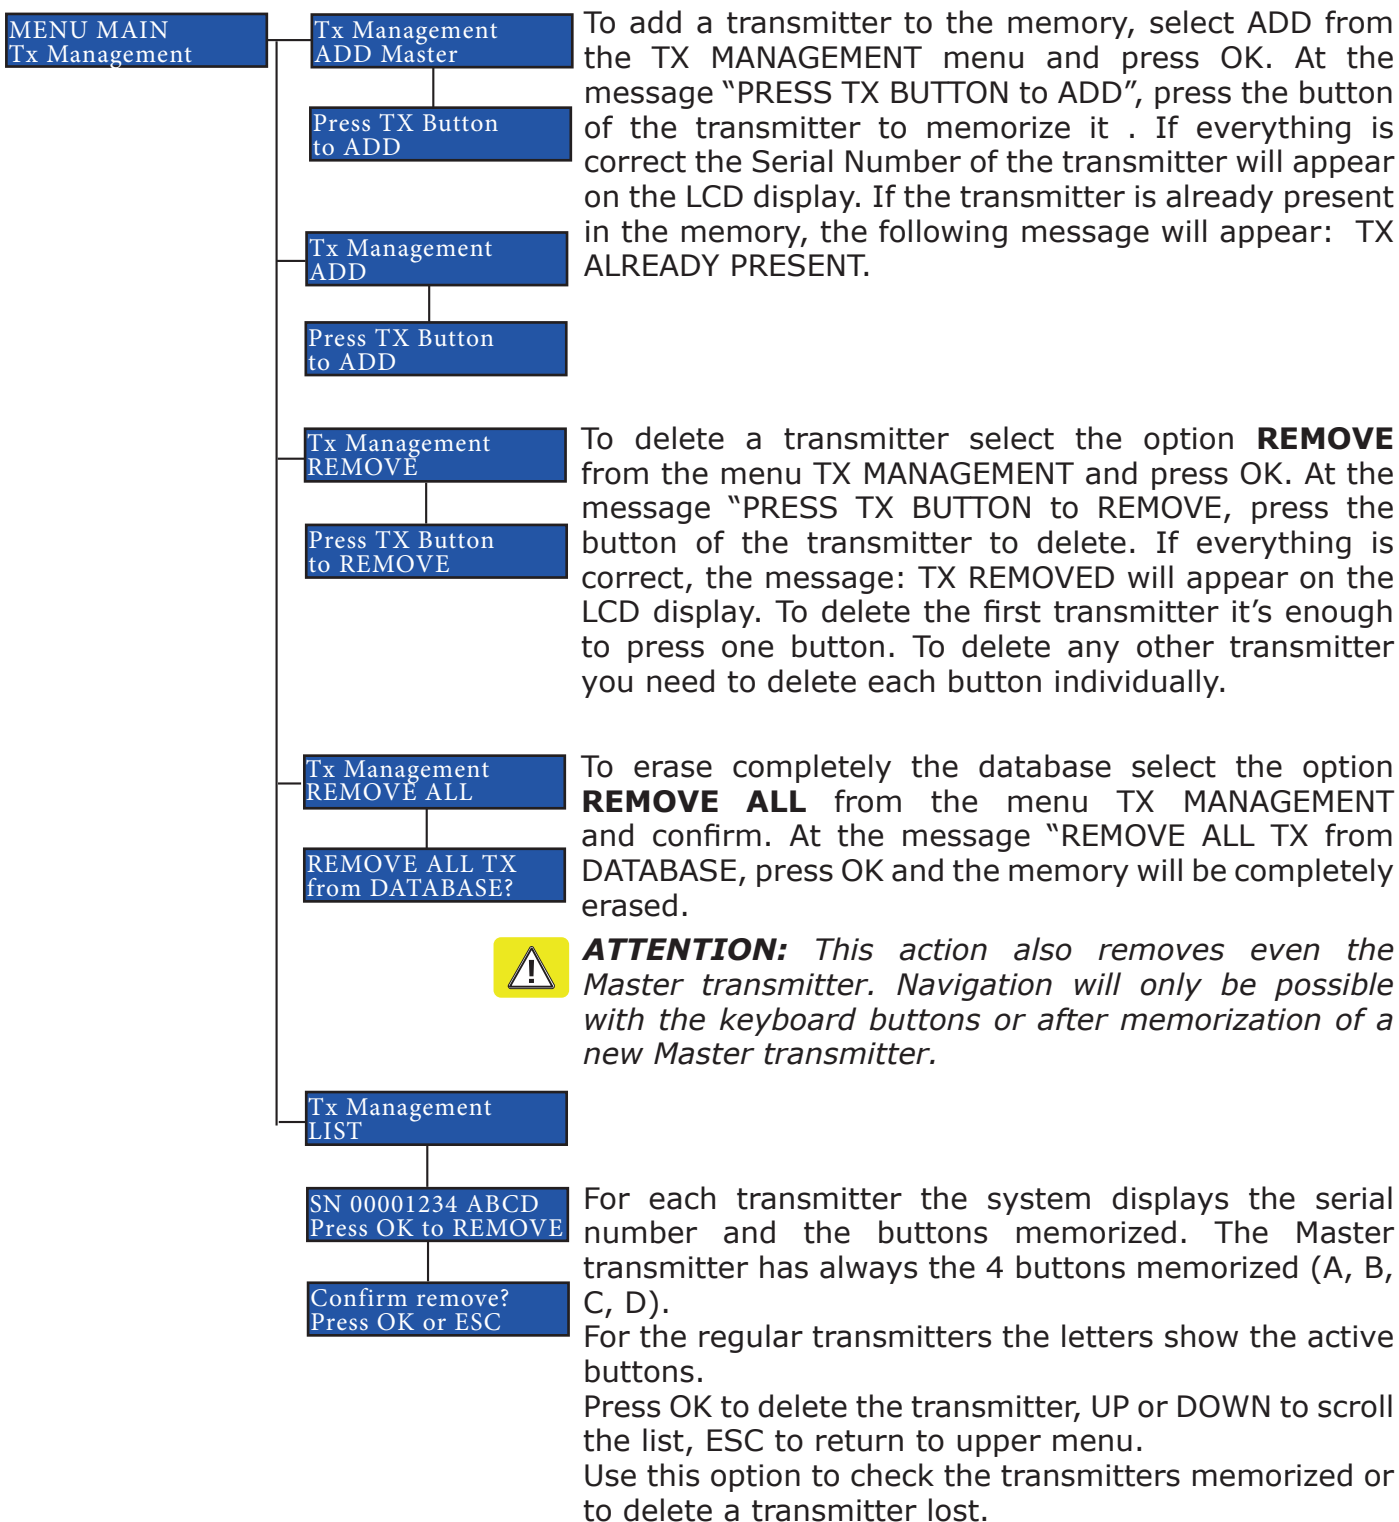 MENU MAIN
Tx Management
Tx Management
ADD Master
Press TX Button
to ADD
Tx Management
ADD
Press TX Button
to ADD
To add a transmitter to the memory, select ADD from
the TX MANAGEMENT menu and press OK. At the
message “PRESS TX BUTTON to ADD”, press the button
of the transmitter to memorize it . If everything is
correct the Serial Number of the transmitter will appear
on the LCD display. If the transmitter is already present
in the memory, the following message will appear: TX
ALREADY PRESENT.
Tx Management
REMOVE
Press TX Button
to REMOVE
To delete a transmitter select the option REMOVE
from the menu TX MANAGEMENT and press OK. At the
message “PRESS TX BUTTON to REMOVE, press the
button of the transmitter to delete. If everything is
correct, the message: TX REMOVED will appear on the
LCD display. To delete the first transmitter it’s enough
to press one button. To delete any other transmitter
you need to delete each button individually.
Tx Management
REMOVE ALL
REMOVE ALL TX
from DATABASE?
To erase completely the database select the option
REMOVE ALL from the menu TX MANAGEMENT
and confirm. At the message “REMOVE ALL TX from
DATABASE, press OK and the memory will be completely
erased.
ATTENTION: This action also removes even the
Master transmitter. Navigation will only be possible
with the keyboard buttons or after memorization of a
new Master transmitter.
Tx Management
LIST
SN 00001234 ABCD
Press OK to REMOVE
Confirm remove?
Press OK or ESC
For each transmitter the system displays the serial
number and the buttons memorized. The Master
transmitter has always the 4 buttons memorized (A, B,
C, D).
For the regular transmitters the letters show the active
buttons.
Press OK to delete the transmitter, UP or DOWN to scroll
the list, ESC to return to upper menu.
Use this option to check the transmitters memorized or
to delete a transmitter lost.